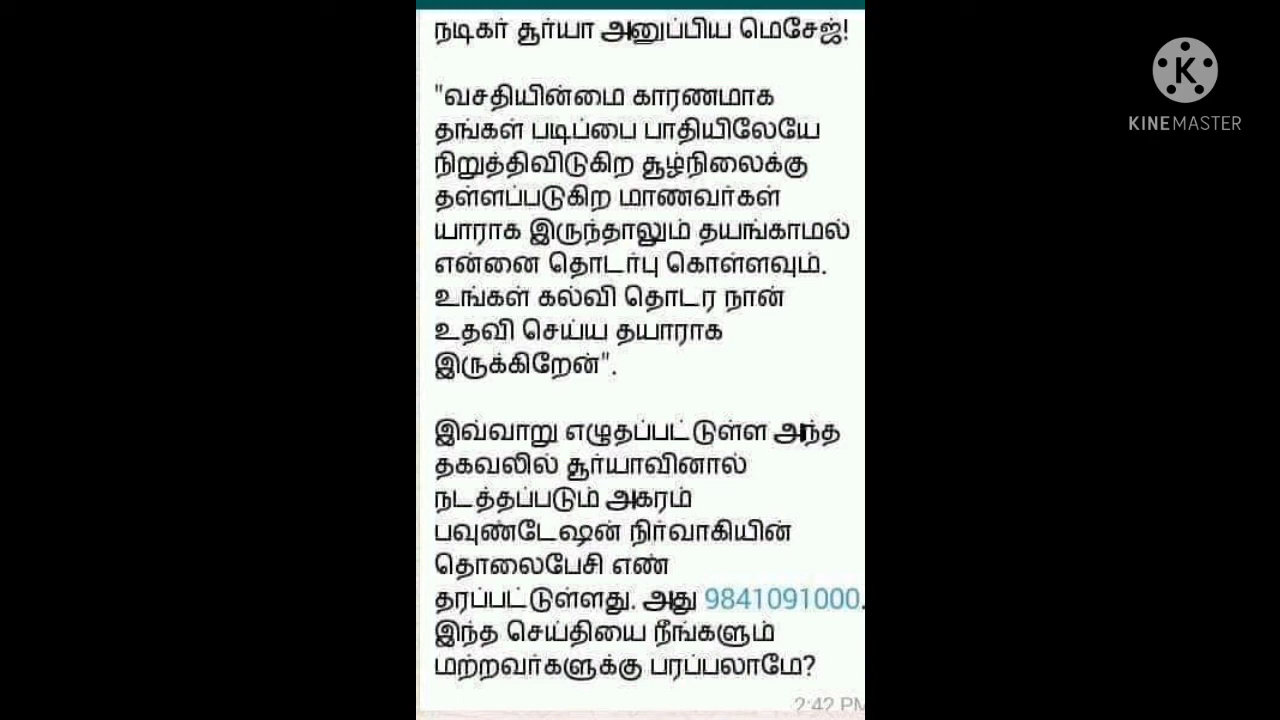 நடிகர் சூர்யா அனுப்பிய மெசேஜ்!
"வசதியின்மை காரணமாக
தங்கள் படிப்பை பாதியிலேயே
நிறுத்திவிடுகிற சூழ்நிலைக்கு
தள்ளப்படுகிற மாணவர்கள்
யாராக இருந்தாலும் தயங்காமல்
என்னை தொடர்பு கொள்ளவும்.
உங்கள் கல்வி தொடர நான்
உதவி செய்ய தயாராக
இருக்கிறேன்".
இவ்வாறு எழுதப்பட்டுள்ள அந்த
தகவலில் சூர்யாவினால்
நடத்தப்படும் அகரம்
பவுண்டேஷன் நிர்வாகியின்
தொலைபேசி எண்
தரப்பட்டுள்ளது. அது 9841091000.
இந்த செய்தியை நீங்களும்
மற்றவர்களுக்கு பரப்பலாமே?
2:42 PM
K
KINEMASTER